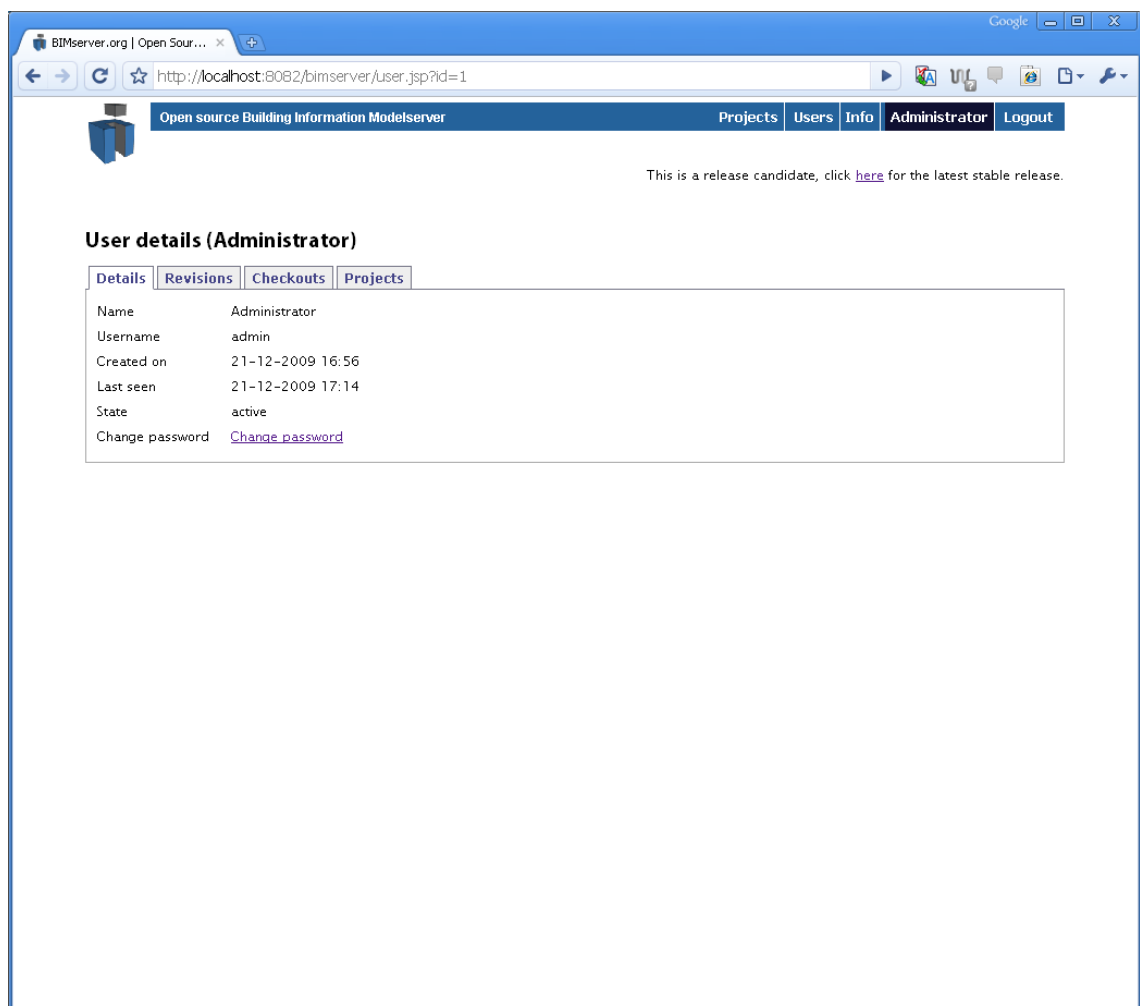 Google
BIMserver.org | Open Sour...
http://localhost:8082/bimserver/user.jsp?id=1
Open source Building Information Modelserver Projects Users Info Administrator Logout
This is a release candidate, click here for the latest stable release.
User details (Administrator)
Details Revisions Checkouts Projects
Name Administrator
Username admin
Created on 21-12-2009 16:56
Last seen 21-12-2009 17:14
State active
Change password Change password